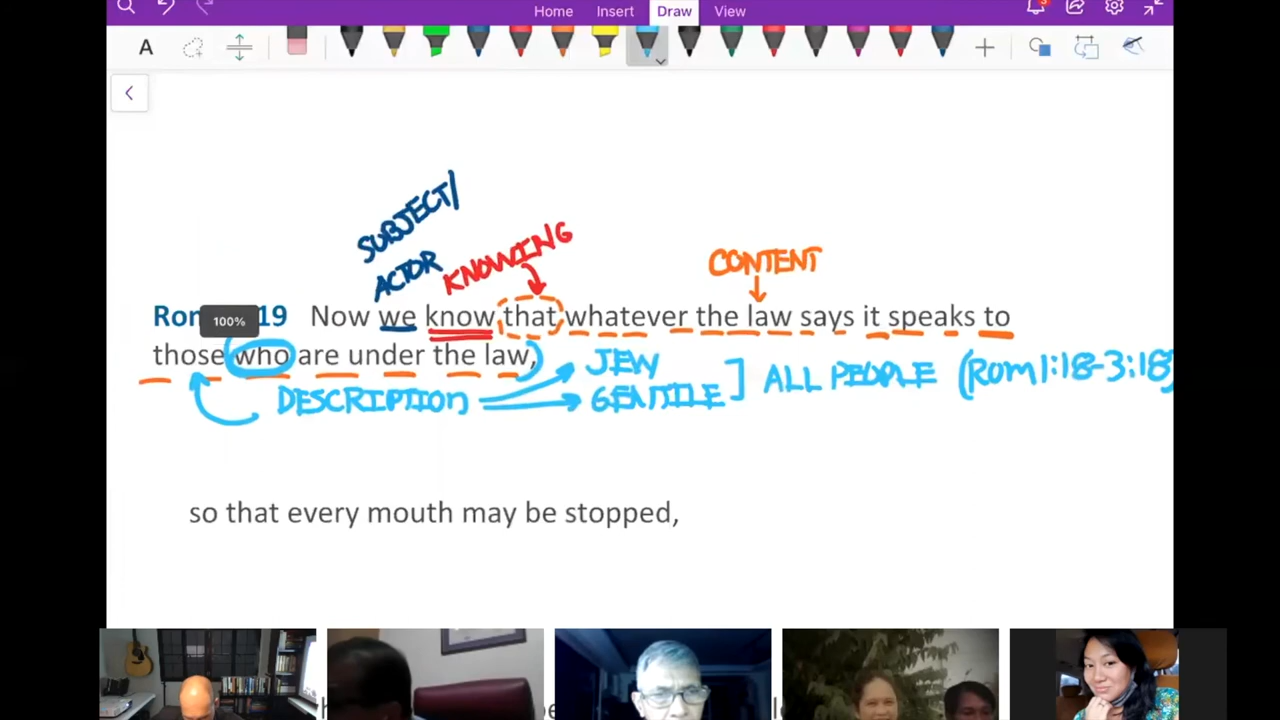 Home Insert Draw View
A
SUBJECT/
ACTOR
KNOWING
CONTENT
100%
19 Now we know that whatever the law says it speaks to
those who are under the law,
JEW
DESCRIPTION
GENTILE
ALL PEOPLE (Rom 1:18-3:18)
so that every mouth may be stopped,